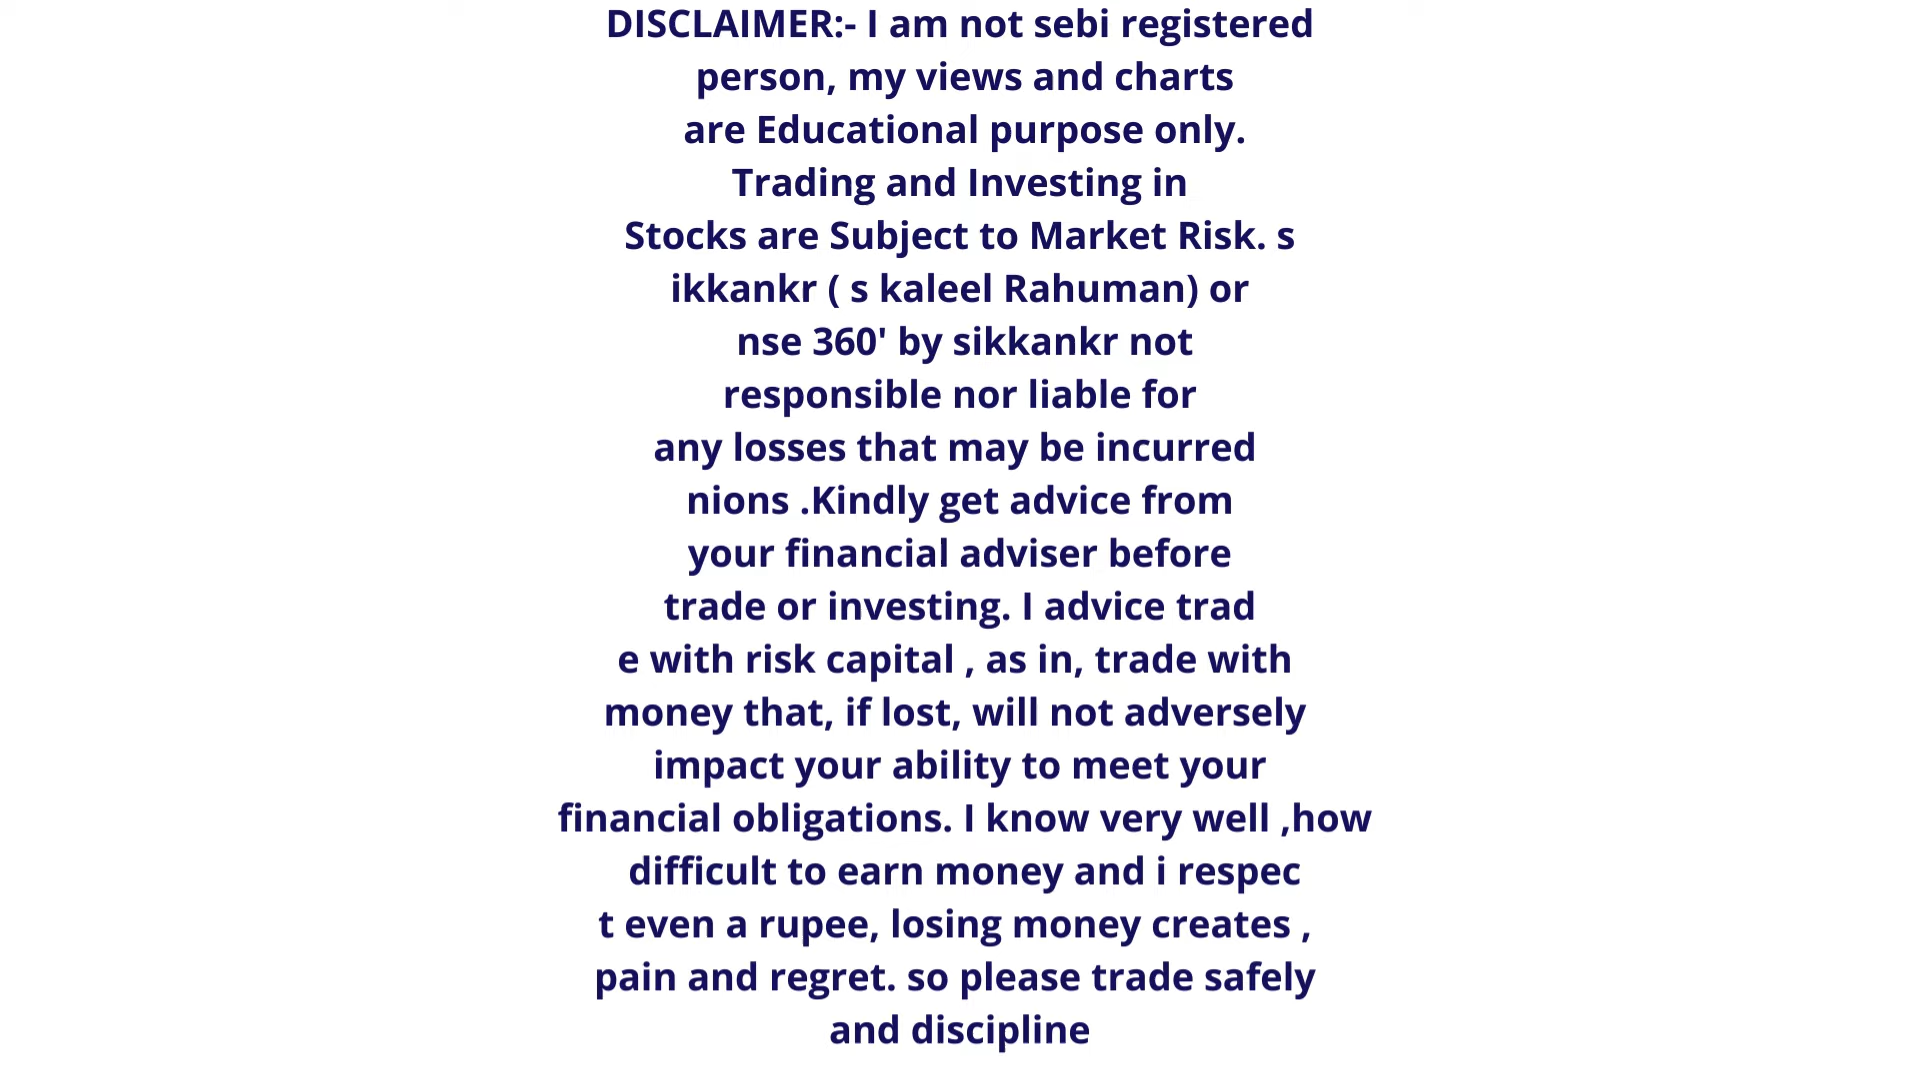 DISCLAIMER:- I am not sebi registered
person, my views and charts
are Educational purpose only.
Trading and Investing in
Stocks are Subject to Market Risk. s
ikkankr ( s kaleel Rahuman) or
nse 360' by sikkankr not
responsible nor liable for
any losses that may be incurred
nions .Kindly get advice from
your financial adviser before
trade or investing. I advice trad
e with risk capital , as in, trade with
money that, if lost, will not adversely
impact your ability to meet your
financial obligations. I know very well ,how
difficult to earn money and i respec
t even a rupee, losing money creates ,
pain and regret. so please trade safely
and discipline